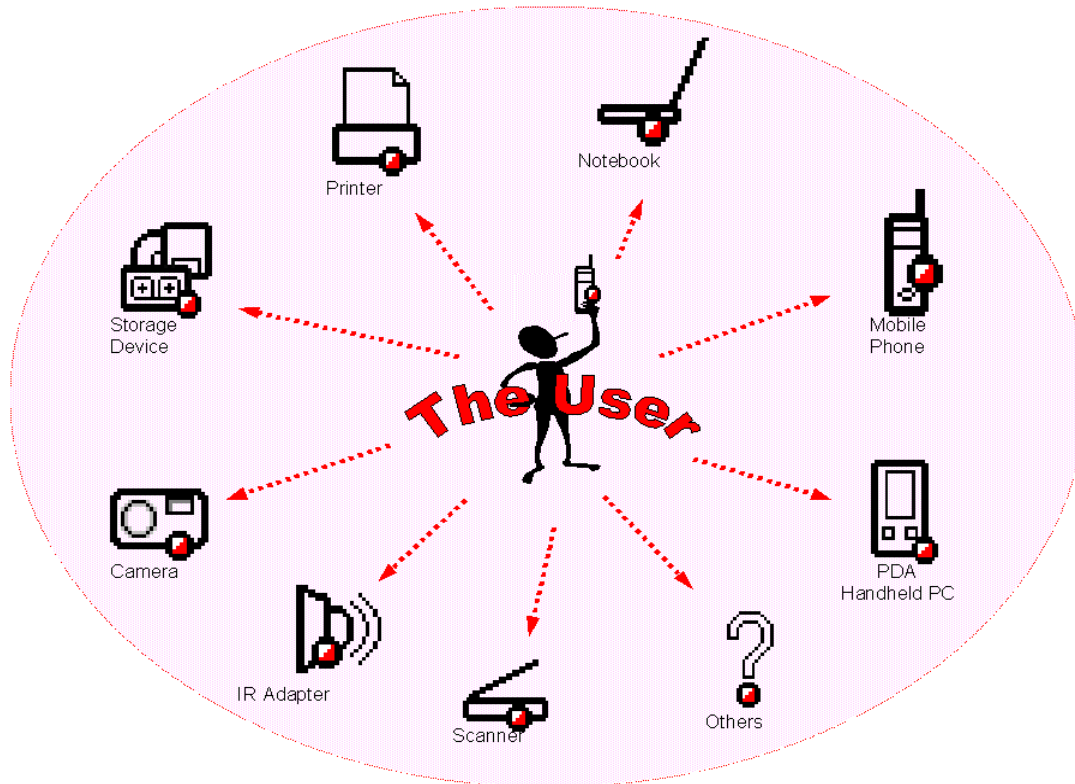 Notebook
Printer
Storage
Device
Mobile
Phone
The User
Camera
PDA
Handheld PC
IR Adapter
Scanner
Others